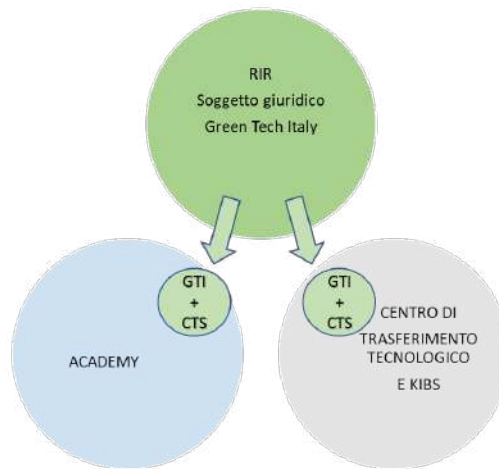 RIR
Soggetto giuridico
Green Tech Italy
GTI
+
CTS
ACADEMY
GTI
+
CTS
CENTRO DI
TRASFERIMENTO
TECNOLOGICO
E KIBS